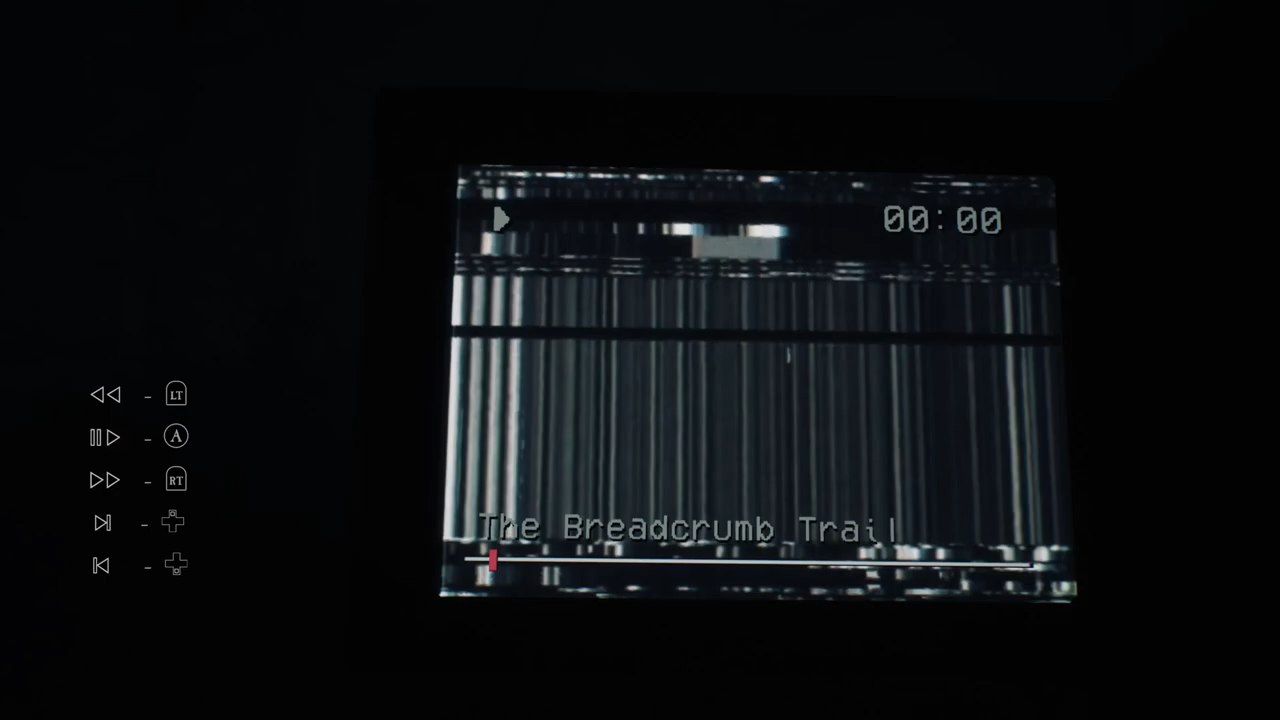 00:00
- LT
- A
- RT
-
The Breadcrumb Trail
-